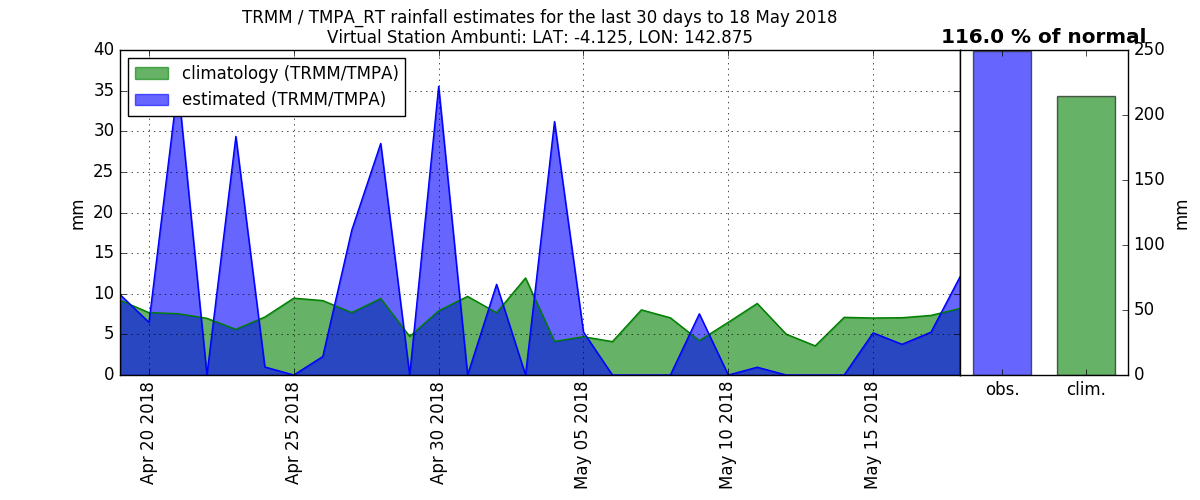 TRMM / TMPA_RT rainfall estimates for the last 30 days to 18 May 2018
Virtual Station Ambunti: LAT: -4.125, LON: 142.875
116.0 % of normal
climatology (TRMM/TMPA)
estimated (TRMM/TMPA)
mm
40
35
30
25
20
15
10
5
0
Apr 20 2018
Apr 25 2018
Apr 30 2018
May 05 2018
May 10 2018
May 15 2018
obs.
clim.
250
200
150
100
50
0
mm